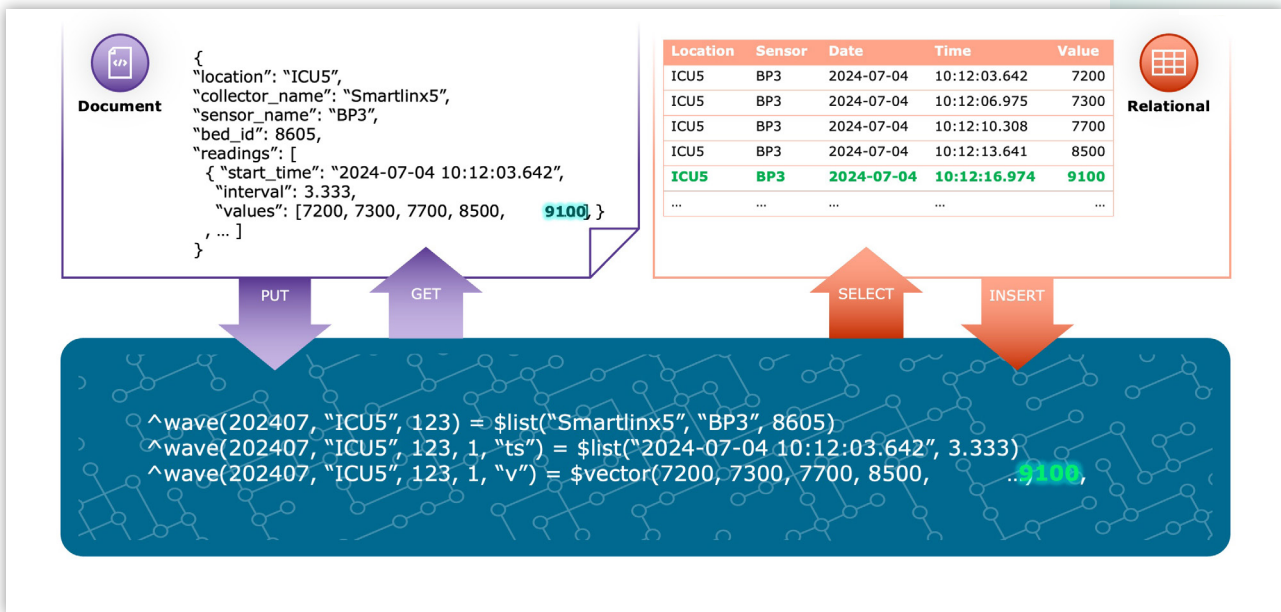 Document
{
“location”: “ICU5”,
“collector_name”: “Smartlinx5”,
“sensor_name”: “BP3”,
“bed_id”: 8605,
“readings”: [
{ “start_time”: “2024-07-04 10:12:03.642”,
“interval”: 3.333,
“values”: [7200, 7300, 7700, 8500, 9100, ] }
, … ]
}
Location Sensor Date Time Value
ICU5 BP3 2024-07-04 10:12:03.642 7200
ICU5 BP3 2024-07-04 10:12:06.975 7300
ICU5 BP3 2024-07-04 10:12:10.308 7700
ICU5 BP3 2024-07-04 10:12:13.641 8500
ICU5 BP3 2024-07-04 10:12:16.974 9100
… … … … …
Relational
PUT
GET
SELECT
INSERT
^wave(202407, “ICU5”, 123) = $list(“Smartlinx5”, “BP3”, 8605)
^wave(202407, “ICU5”, 123, 1, “ts”) = $list(“2024-07-04 10:12:03.642”, 3.333)
^wave(202407, “ICU5”, 123, 1, “v”) = $vector(7200, 7300, 7700, 8500, …) 9100,